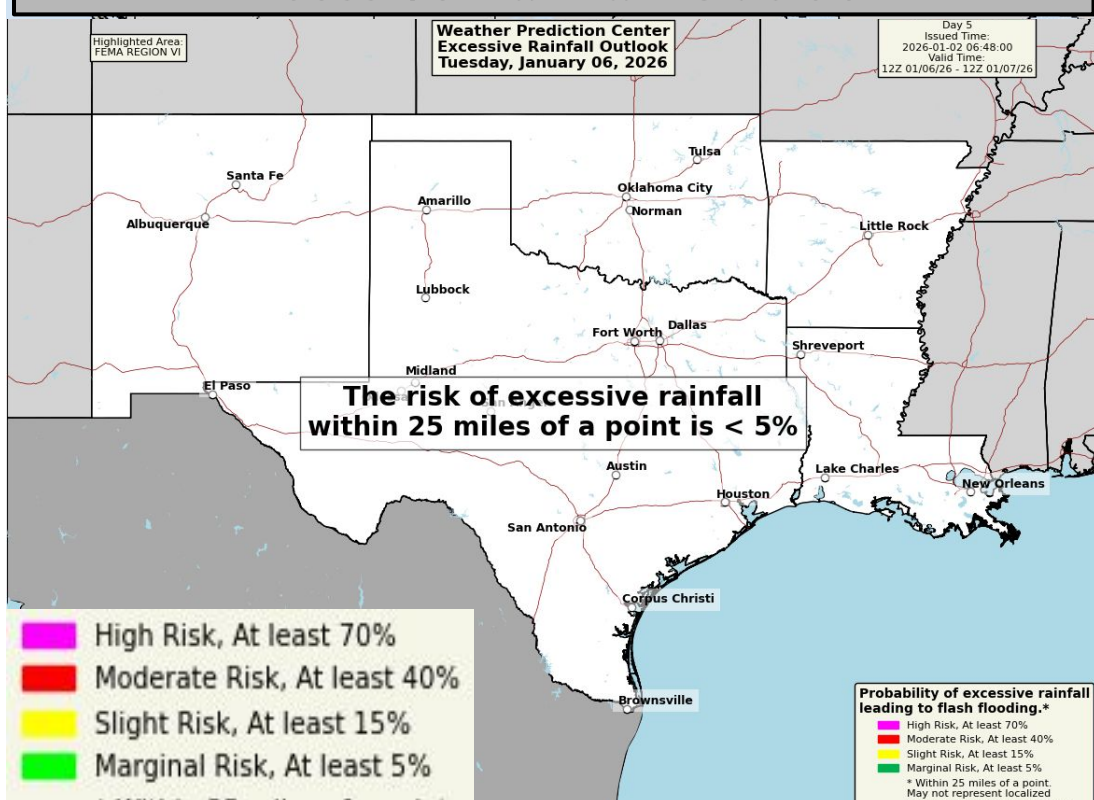 Highlighted Area:
FEMA REGION VI
Weather Prediction Center
Excessive Rainfall Outlook
Tuesday, January 06, 2026
Day 5
Issued Time:
2026-01-02 06:48:00
Valid Time:
12Z 01/06/26 - 12Z 01/07/26
Tulsa
Santa Fe
Oklahoma City
Amarillo
Norman
Albuquerque
Little Rock
Lubbock
Fort Worth
Dallas
Shreveport
Midland
El Paso
The risk of excessive rainfall
within 25 miles of a point is < 5%
Austin
Lake Charles
New Orleans
Houston
San Antonio
Corpus Christi
Brownsville
High Risk, At least 70%
Moderate Risk, At least 40%
Slight Risk, At least 15%
Marginal Risk, At least 5%
Probability of excessive rainfall
leading to flash flooding.*
High Risk, At least 70%
Moderate Risk, At least 40%
Slight Risk, At least 15%
Marginal Risk, At least 5%
* Within 25 miles of a point.
May not represent localized